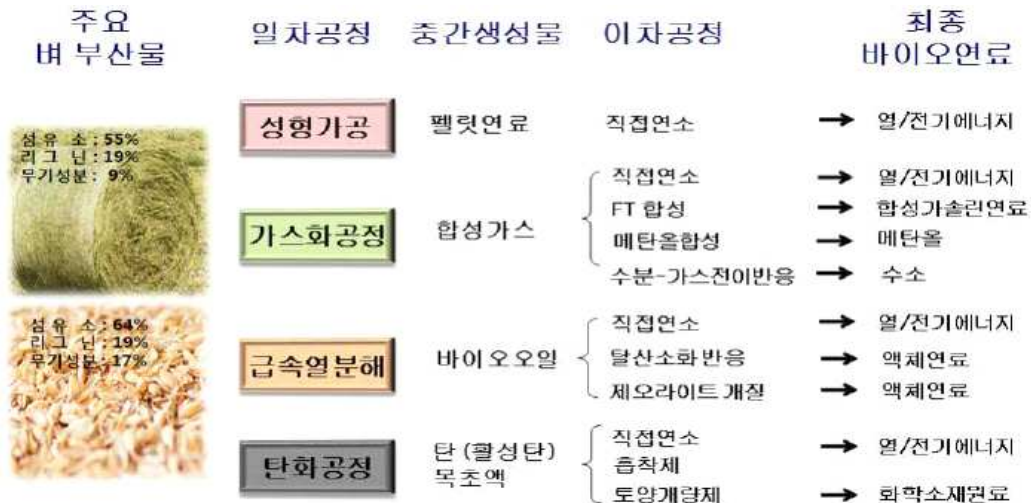 주요
벼 부산물
일차공정
중간생성물
이차공정
최종
바이오연료
섬유 소: 55%
리그 닌: 19%
무기성분: 9%
섬유 소: 64%
리그 닌: 19%
무기성분: 17%
성형가공
펠릿연료
직접연소 → 열/전기에너지
가스화공정
합성가스
직접연소 → 열/전기에너지
FT 합성 → 합성가솔린연료
메탄올합성 → 메탄올
수분-가스전이반응 → 수소
급속열분해
바이오오일
직접연소 → 열/전기에너지
탈산소화반응 → 액체연료
제오라이트 개질 → 액체연료
탄화공정
탄 (활성탄)
목초액
직접연소 → 열/전기에너지
흡착제
토양개량제 → 화학소재원료